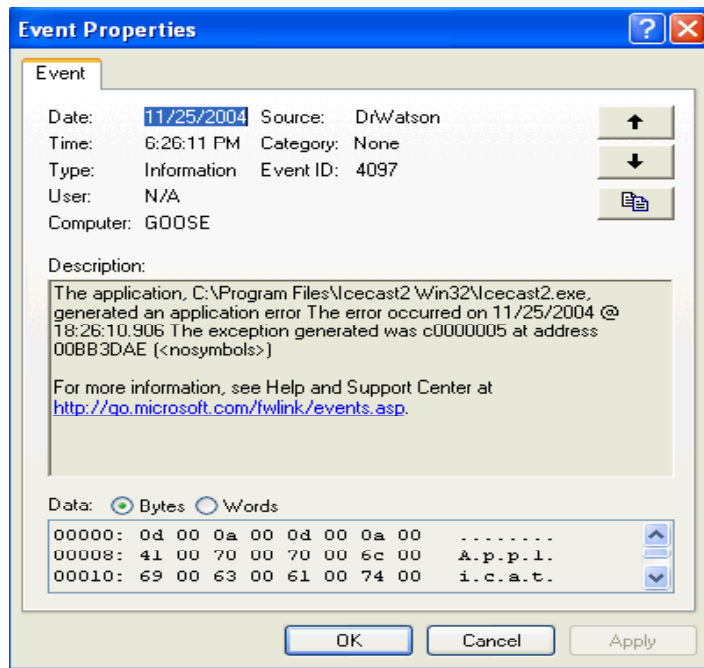 Event Properties
Event
Date: 11/25/2004 Source: DrWatson
Time: 6:26:11 PM Category: None
Type: Information Event ID: 4097
User: N/A
Computer: GOOSE
Description:
The application, C:\Program Files\Icecast2 Win32\Icecast2.exe,
generated an application error The error occurred on 11/25/2004 @
18:26:10.906 The exception generated was c0000005 at address
00BB3DAE (<nosymbols>)
For more information, see Help and Support Center at
http://go.microsoft.com/fwlink/events.asp.
Data: Bytes Words
00000: 0d 00 0a 00 0d 00 0a 00 ........
00008: 41 00 70 00 70 00 6c 00 A.p.p.l.
00010: 69 00 63 00 61 00 74 00 i.c.a.t.
OK Cancel Apply